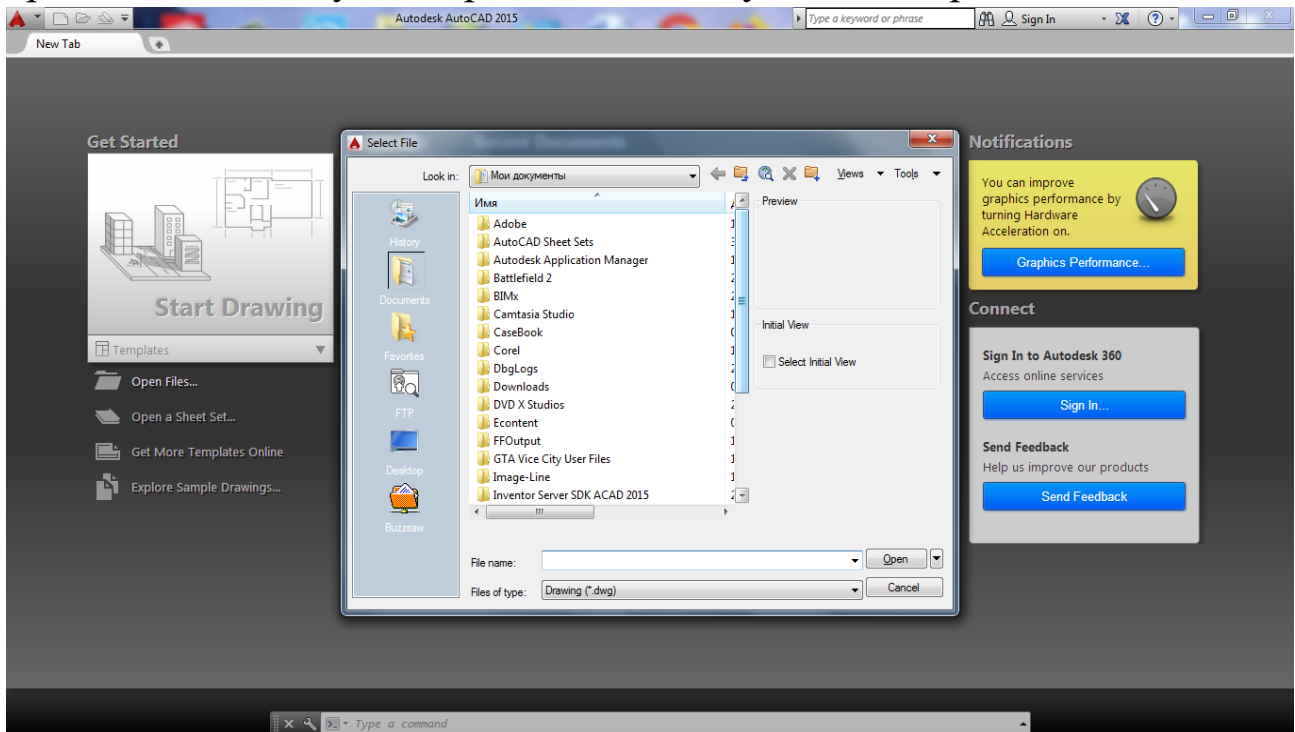 Autodesk AutoCAD 2015
Type a keyword or phrase
Sign In
New Tab
Get Started
Start Drawing
Templates
Open Files...
Open a Sheet Set...
Get More Templates Online
Explore Sample Drawings...
Select File
Look in:
Мои документы
Views
Tools
History
Documents
Favorites
FTP
Desktop
Buzzsaw
Имя
Adobe
AutoCAD Sheet Sets
Autodesk Application Manager
Battlefield 2
BIMx
Camtasia Studio
CaseBook
Corel
DbgLogs
Downloads
DVD X Studios
Econtent
FFOutput
GTA Vice City User Files
Image-Line
Inventor Server SDK ACAD 2015
Preview
Initial View
Select Initial View
File name:
Open
Files of type:
Drawing (*.dwg)
Cancel
Notifications
You can improve
graphics performance by
turning Hardware
Acceleration on.
Graphics Performance...
Connect
Sign In to Autodesk 360
Access online services
Sign In...
Send Feedback
Help us improve our products
Send Feedback
Type a command